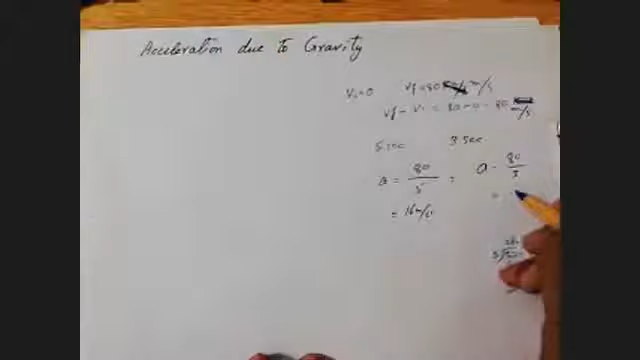 Acceleration due to Gravity
Vi=0 Vf=80 m/s
Vf - Vi = 80-0 = 80 m/s
5 sec 3 sec
a = 80/5 = a = 80/3
= 16 m/s =